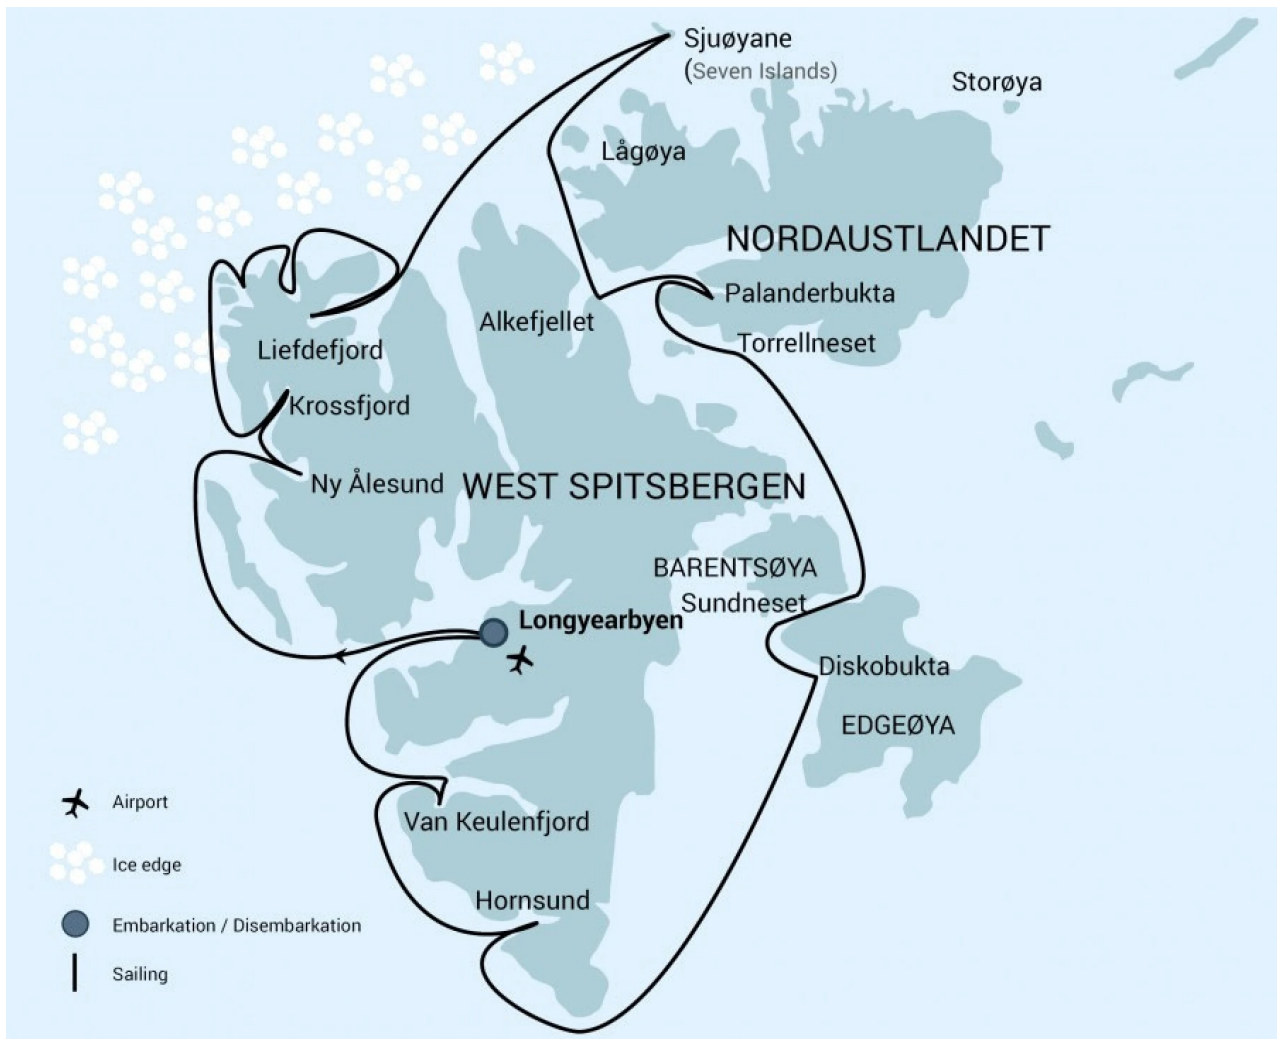 Sjuøyane
(Seven Islands)
Storøya
Lågøya
NORDAUSTLANDET
Palanderbukta
Alkefjellet
Torrellneset
Liefdefjord
Krossfjord
Ny Ålesund
WEST SPITSBERGEN
BARENTSØYA
Sundneset
Longyearbyen
Diskobukta
EDGEØYA
Van Keulenfjord
Hornsund
Airport
Ice edge
Embarkation / Disembarkation
Sailing